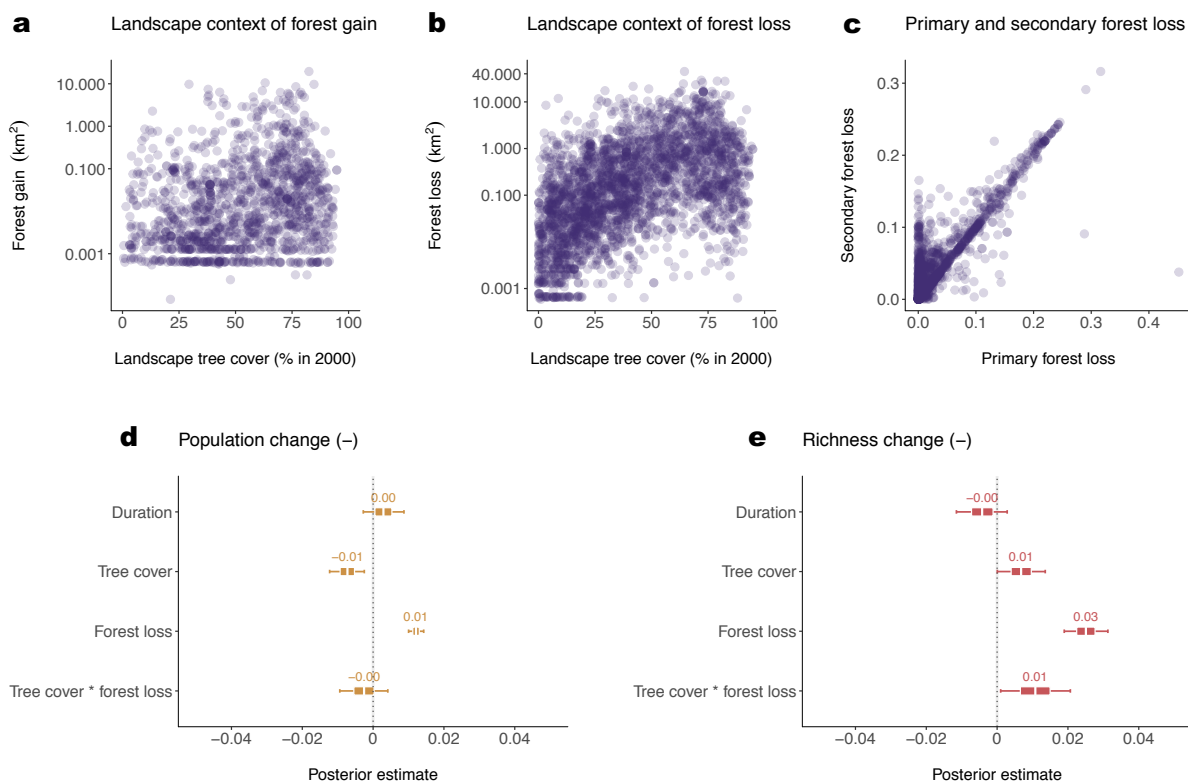 a Landscape context of forest gain
10.000
1.000
0.100
0.001
Forest gain (km²)
0 25 50 75 100
Landscape tree cover (% in 2000)
b Landscape context of forest loss
40.000
10.000
1.000
0.100
0.001
Forest loss (km²)
0 25 50 75 100
Landscape tree cover (% in 2000)
c Primary and secondary forest loss
0.3
0.2
0.1
0.0
Secondary forest loss
0.0 0.1 0.2 0.3 0.4
Primary forest loss
d Population change (–)
Duration
0.00
Tree cover
–0.01
Forest loss
0.01
Tree cover * forest loss
–0.00
–0.04 –0.02 0 0.02 0.04
Posterior estimate
e Richness change (–)
Duration
–0.00
Tree cover
0.01
Forest loss
0.03
Tree cover * forest loss
0.01
–0.04 –0.02 0 0.02 0.04
Posterior estimate